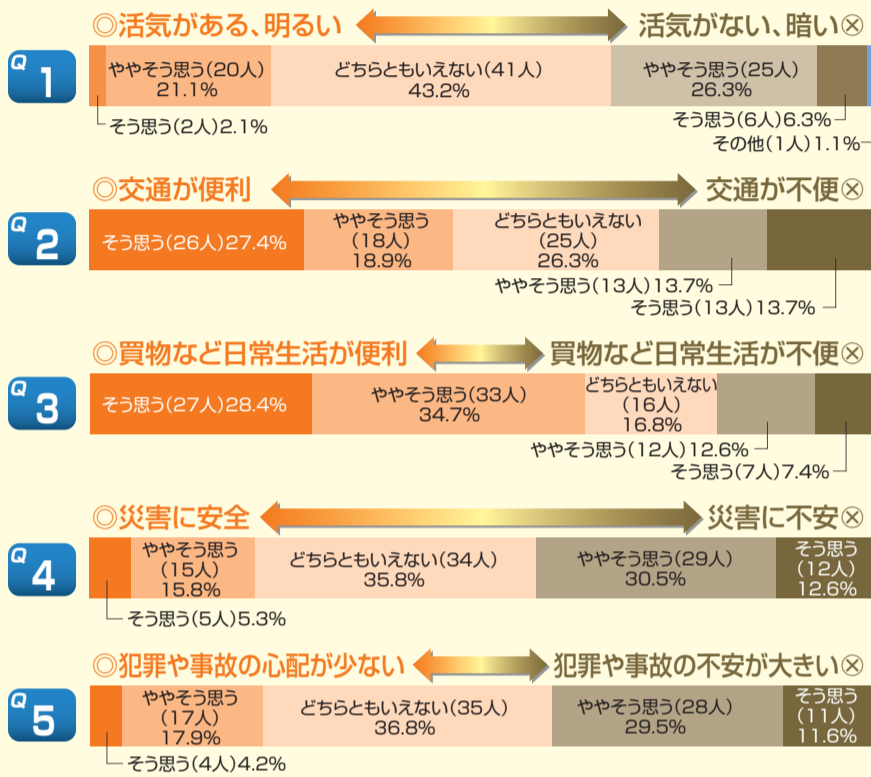 ◎活気がある、明るい 活気がない、暗い⊗
Q1
ややそう思う(20人)
21.1%
どちらともいえない(41人)
43.2%
ややそう思う(25人)
26.3%
そう思う(2人)2.1%
そう思う(6人)6.3%
その他(1人)1.1%
◎交通が便利 交通が不便⊗
Q2
そう思う(26人)27.4%
ややそう思う
(18人)
18.9%
どちらともいえない
(25人)
26.3%
ややそう思う(13人)13.7%
そう思う(13人)13.7%
◎買物など日常生活が便利 買物など日常生活が不便⊗
Q3
そう思う(27人)28.4%
ややそう思う(33人)
34.7%
どちらともいえない
(16人)
16.8%
ややそう思う(12人)12.6%
そう思う(7人)7.4%
◎災害に安全 災害に不安⊗
Q4
ややそう思う
(15人)
15.8%
どちらともいえない(34人)
35.8%
ややそう思う(29人)
30.5%
そう思う
(12人)
12.6%
そう思う(5人)5.3%
◎犯罪や事故の心配が少ない 犯罪や事故の不安が大きい⊗
Q5
ややそう思う
(17人)
17.9%
どちらともいえない(35人)
36.8%
ややそう思う(28人)
29.5%
そう思う
(11人)
11.6%
そう思う(4人)4.2%